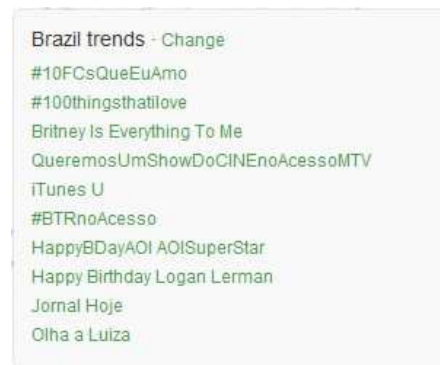 Brazil trends · Change
#10FCsQueEuAmo
#100thingsthatilove
Britney Is Everything To Me
QueremosUmShowDoCINEnoAcessoMTV
iTunes U
#BTRnoAcesso
HappyBDayAOI AOISuperStar
Happy Birthday Logan Lerman
Jornal Hoje
Olha a Luiza